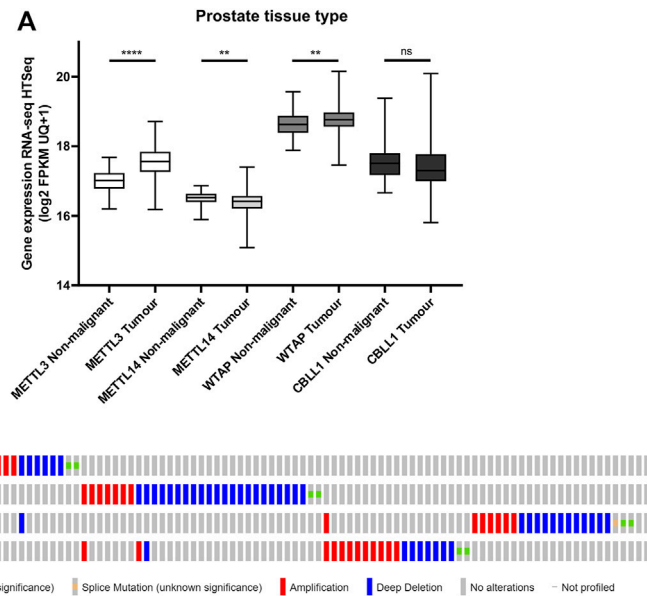 A
Prostate tissue type
**** ** ** ns
Gene expression RNA-seq HTSeq
(log2 FPKM UQ+1)
20
18
16
14
METTL3 Non-malignant
METTL3 Tumour
METTL14 Non-malignant
METTL14 Tumour
WTAP Non-malignant
WTAP Tumour
CBLL1 Non-malignant
CBLL1 Tumour
significance) Splice Mutation (unknown significance) Amplification Deep Deletion No alterations – Not profiled